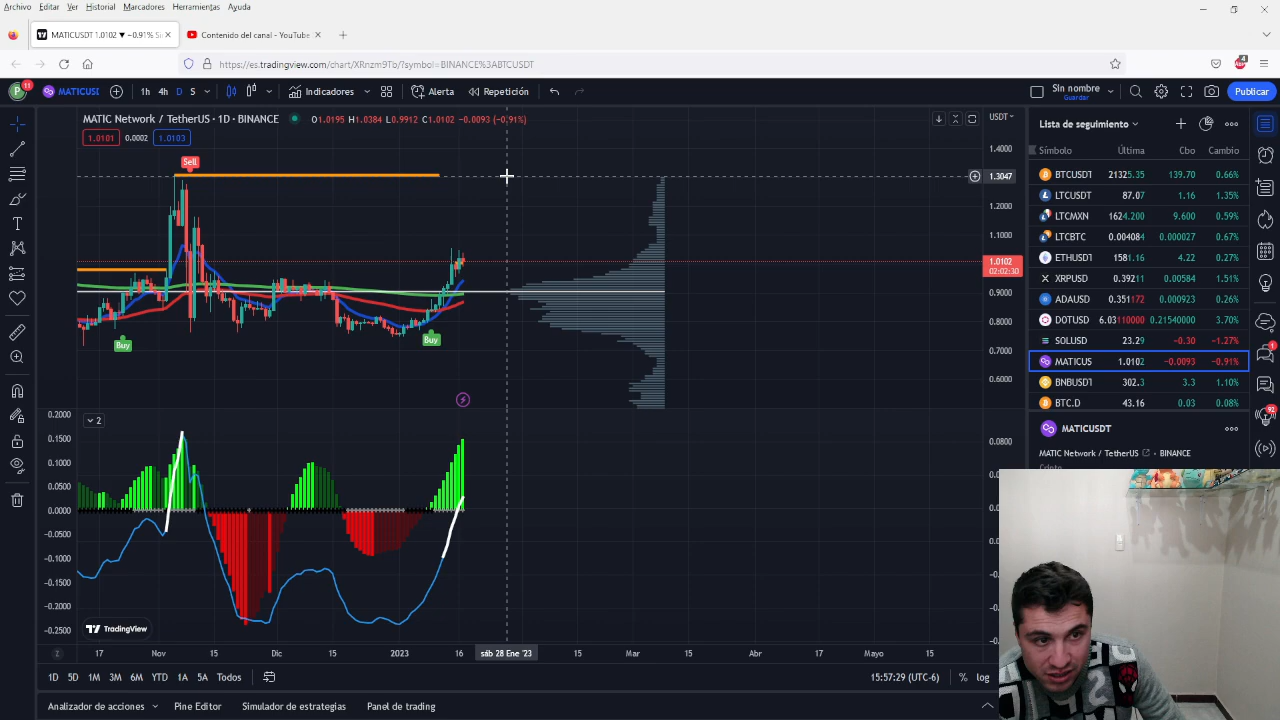 Archivo Editar Ver Historial Marcadores Herramientas Ayuda
MATICUSDT 1.0102 ▼ −0.91% Si
Contenido del canal - YouTube
https://es.tradingview.com/chart/XRnzm9Tb/?symbol=BINANCE%3ABTCUSDT
4
P 11 MATICUSI 1h 4h D S Indicadores Alerta Repetición Sin nombre Guardar Publicar
MATIC Network / TetherUS · 1D · BINANCE O1.0195 H1.0384 L0.9912 C1.0102 −0.0093 (−0.91%)
USDT
1.0101 0.0002 1.0103
Sell
Buy
Buy
1.4000
1.3047
1.2000
1.1000
1.0102
02:02:30
0.9000
0.8000
0.7000
0.6000
2
0.2000
0.1500
0.1000
0.0500
0.0000
−0.0500
−0.1000
−0.1500
−0.2000
−0.2500
0.0800
TradingView
17 Nov 15 Dic 15 2023 16 sáb 28 Ene '23 15 Mar 15 Abr 17 Mayo 15
Z
1D 5D 1M 3M 6M YTD 1A 5A Todos
15:57:29 (UTC-6) % log
Analizador de acciones Pine Editor Simulador de estrategias Panel de trading
Lista de seguimiento
Símbolo Última Cbo Cambio
BTCUSDT 21325.35 139.70 0.66%
LTCUSDT 87.07 1.16 1.35%
LTCMXN 1624.200 9.600 0.59%
LTCBTC 0.004084 0.000027 0.67%
ETHUSDT 1581.16 4.22 0.27%
XRPUSD 0.39211 0.00584 1.51%
ADAUSD 0.351172 0.000923 0.26%
DOTUSD 6.03110000 0.21540000 3.70%
SOLUSD 23.29 −0.30 −1.27%
MATICUS 1.0102 −0.0093 −0.91%
BNBUSDT 302.3 3.3 1.10%
BTC.D 43.16 0.03 0.08%
MATICUSDT
MATIC Network / TetherUS · BINANCE
1
92